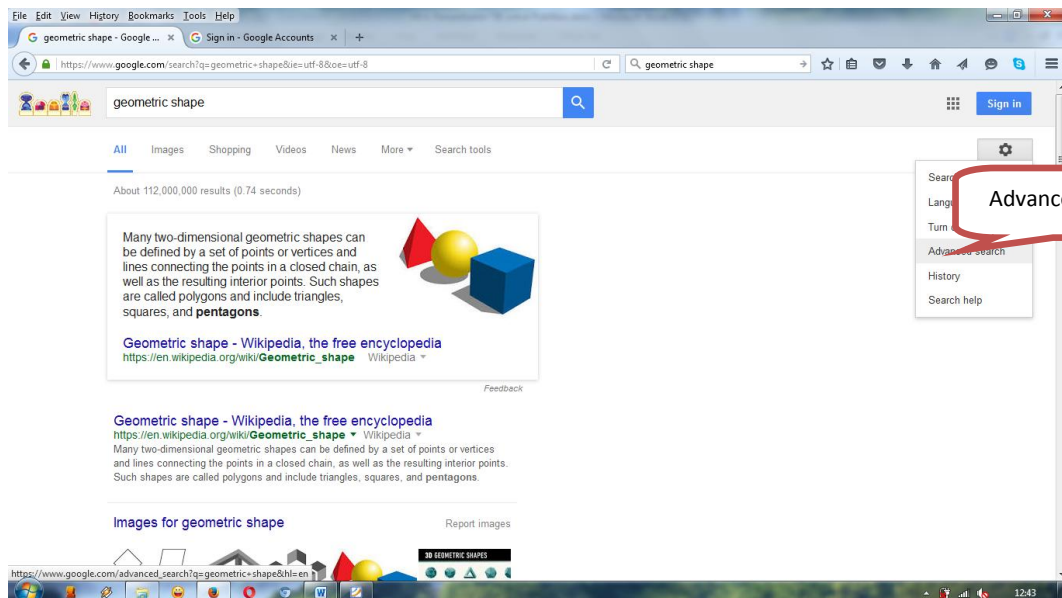 File Edit View History Bookmarks Tools Help
geometric shape - Google ... × Sign in - Google Accounts × +
https://www.google.com/search?q=geometric+shape&ie=utf-8&oe=utf-8 geometric shape
geometric shape Sign in
All Images Shopping Videos News More Search tools
About 112,000,000 results (0.74 seconds)
Many two-dimensional geometric shapes can
be defined by a set of points or vertices and
lines connecting the points in a closed chain, as
well as the resulting interior points. Such shapes
are called polygons and include triangles,
squares, and pentagons.
Geometric shape - Wikipedia, the free encyclopedia
https://en.wikipedia.org/wiki/Geometric_shape Wikipedia
Feedback
Advanced search
History
Search help
Geometric shape - Wikipedia, the free encyclopedia
https://en.wikipedia.org/wiki/Geometric_shape Wikipedia
Many two-dimensional geometric shapes can be defined by a set of points or vertices
and lines connecting the points in a closed chain, as well as the resulting interior points.
Such shapes are called polygons and include triangles, squares, and pentagons.
Images for geometric shape Report images
3D GEOMETRIC SHAPES
https://www.google.com/advanced_search?q=geometric+shape&hl=en
12:43